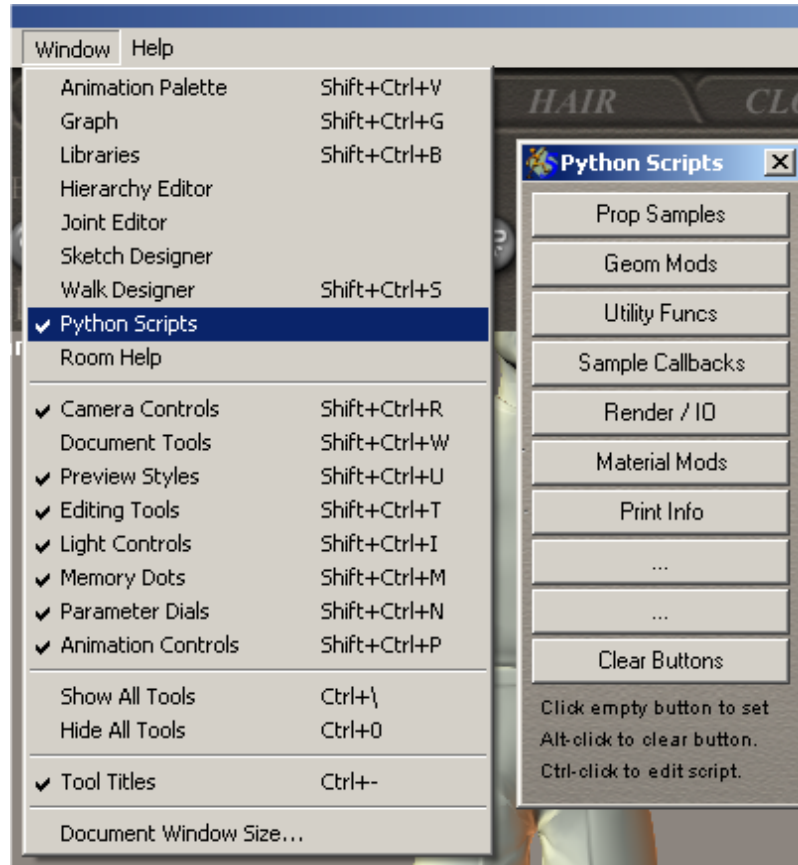 Window Help
Animation Palette Shift+Ctrl+V
Graph Shift+Ctrl+G
Libraries Shift+Ctrl+B
Hierarchy Editor
Joint Editor
Sketch Designer
Walk Designer Shift+Ctrl+S
Python Scripts
Room Help
Camera Controls Shift+Ctrl+R
Document Tools Shift+Ctrl+W
Preview Styles Shift+Ctrl+U
Editing Tools Shift+Ctrl+T
Light Controls Shift+Ctrl+I
Memory Dots Shift+Ctrl+M
Parameter Dials Shift+Ctrl+N
Animation Controls Shift+Ctrl+P
Show All Tools Ctrl+\
Hide All Tools Ctrl+0
Tool Titles Ctrl+-
Document Window Size...
HAIR
Python Scripts
Prop Samples
Geom Mods
Utility Funcs
Sample Callbacks
Render / IO
Material Mods
Print Info
...
...
Clear Buttons
Click empty button to set
Alt-click to clear button.
Ctrl-click to edit script.